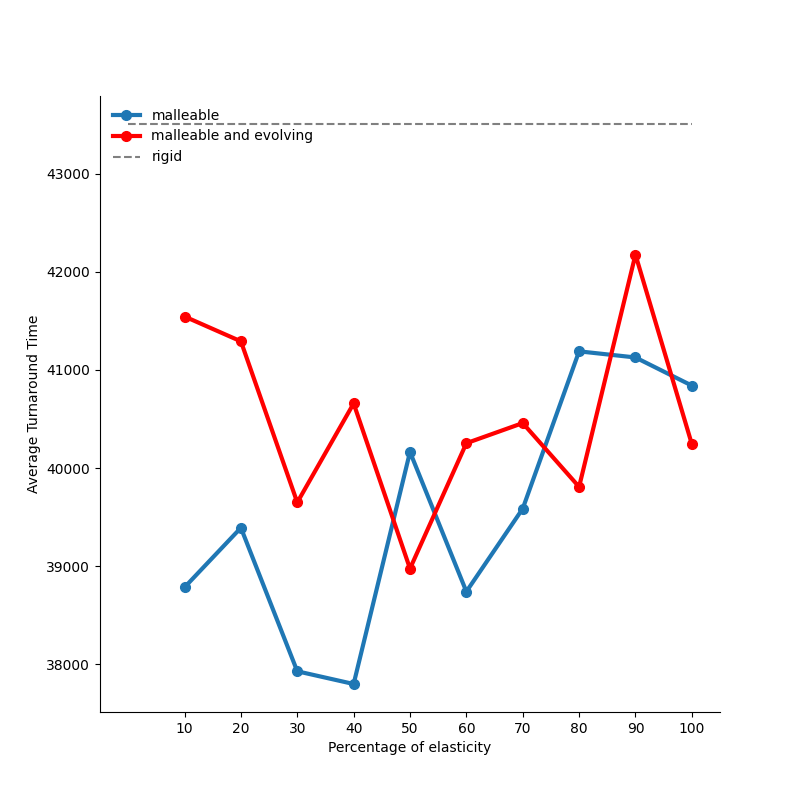 malleable
malleable and evolving
rigid
43000
42000
41000
40000
39000
38000
Average Turnaround Time
10 20 30 40 50 60 70 80 90 100
Percentage of elasticity